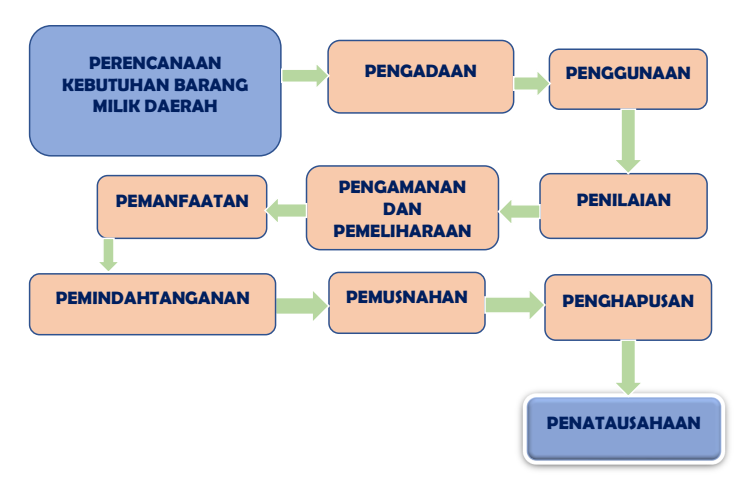 PERENCANAAN
KEBUTUHAN BARANG
MILIK DAERAH
PENGADAAN
PENGGUNAAN
PENILAIAN
PENGAMANAN
DAN
PEMELIHARAAN
PEMANFAATAN
PEMINDAHTANGANAN
PEMUSNAHAN
PENGHAPUSAN
PENATAUSAHAAN